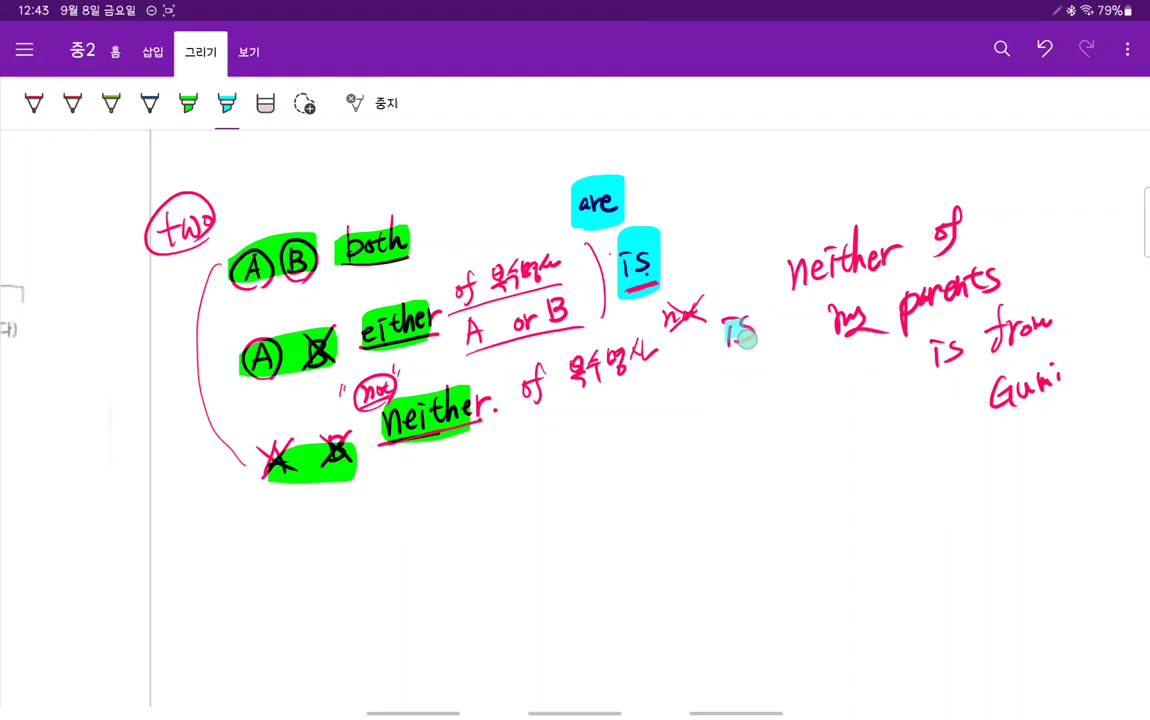 12:43 9월 8일 금요일 79%
중2 홈 삽입 그리기 보기
중지
two
are
A B both
is
of 복수명사
A B either A or B
not is
"not"
neither. of 복수명사
A B
neither of
my parents
is from
Gumi
다)